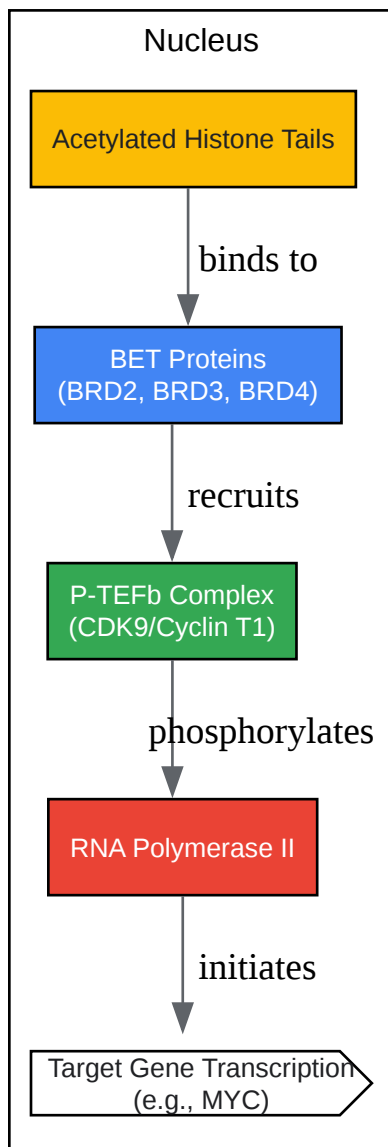 Nucleus
Acetylated Histone Tails
binds to
BET Proteins
(BRD2, BRD3, BRD4)
recruits
P-TEFb Complex
(CDK9/Cyclin T1)
phosphorylates
RNA Polymerase II
initiates
Target Gene Transcription
(e.g., MYC)